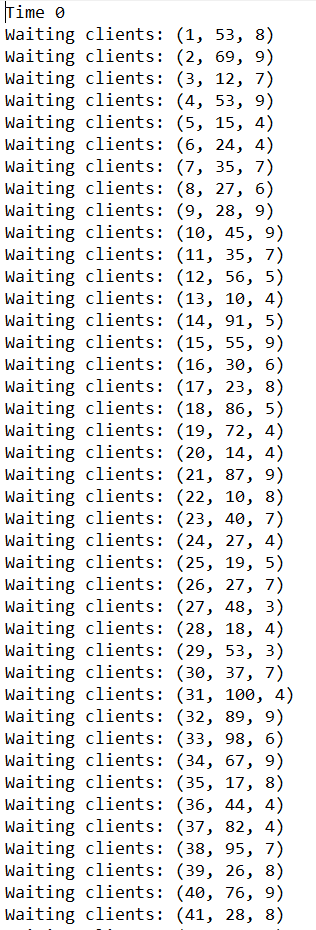 Time 0
Waiting clients: (1, 53, 8)
Waiting clients: (2, 69, 9)
Waiting clients: (3, 12, 7)
Waiting clients: (4, 53, 9)
Waiting clients: (5, 15, 4)
Waiting clients: (6, 24, 4)
Waiting clients: (7, 35, 7)
Waiting clients: (8, 27, 6)
Waiting clients: (9, 28, 9)
Waiting clients: (10, 45, 9)
Waiting clients: (11, 35, 7)
Waiting clients: (12, 56, 5)
Waiting clients: (13, 10, 4)
Waiting clients: (14, 91, 5)
Waiting clients: (15, 55, 9)
Waiting clients: (16, 30, 6)
Waiting clients: (17, 23, 8)
Waiting clients: (18, 86, 5)
Waiting clients: (19, 72, 4)
Waiting clients: (20, 14, 4)
Waiting clients: (21, 87, 9)
Waiting clients: (22, 10, 8)
Waiting clients: (23, 40, 7)
Waiting clients: (24, 27, 4)
Waiting clients: (25, 19, 5)
Waiting clients: (26, 27, 7)
Waiting clients: (27, 48, 3)
Waiting clients: (28, 18, 4)
Waiting clients: (29, 53, 3)
Waiting clients: (30, 37, 7)
Waiting clients: (31, 100, 4)
Waiting clients: (32, 89, 9)
Waiting clients: (33, 98, 6)
Waiting clients: (34, 67, 9)
Waiting clients: (35, 17, 8)
Waiting clients: (36, 44, 4)
Waiting clients: (37, 82, 4)
Waiting clients: (38, 95, 7)
Waiting clients: (39, 26, 8)
Waiting clients: (40, 76, 9)
Waiting clients: (41, 28, 8)